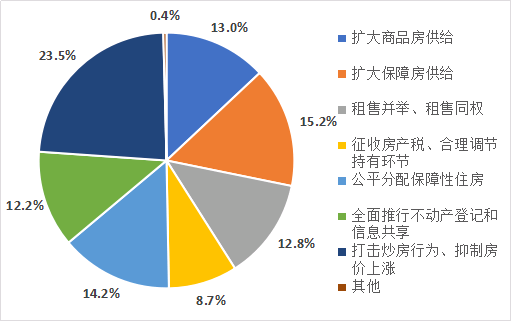 0.4%
13.0%
23.5%
15.2%
12.2%
12.8%
14.2%
8.7%
扩大商品房供给
扩大保障房供给
租售并举、租售同权
征收房产税、合理调节
持有环节
公平分配保障性住房
全面推行不动产登记和
信息共享
打击炒房行为、抑制房
价上涨
其他